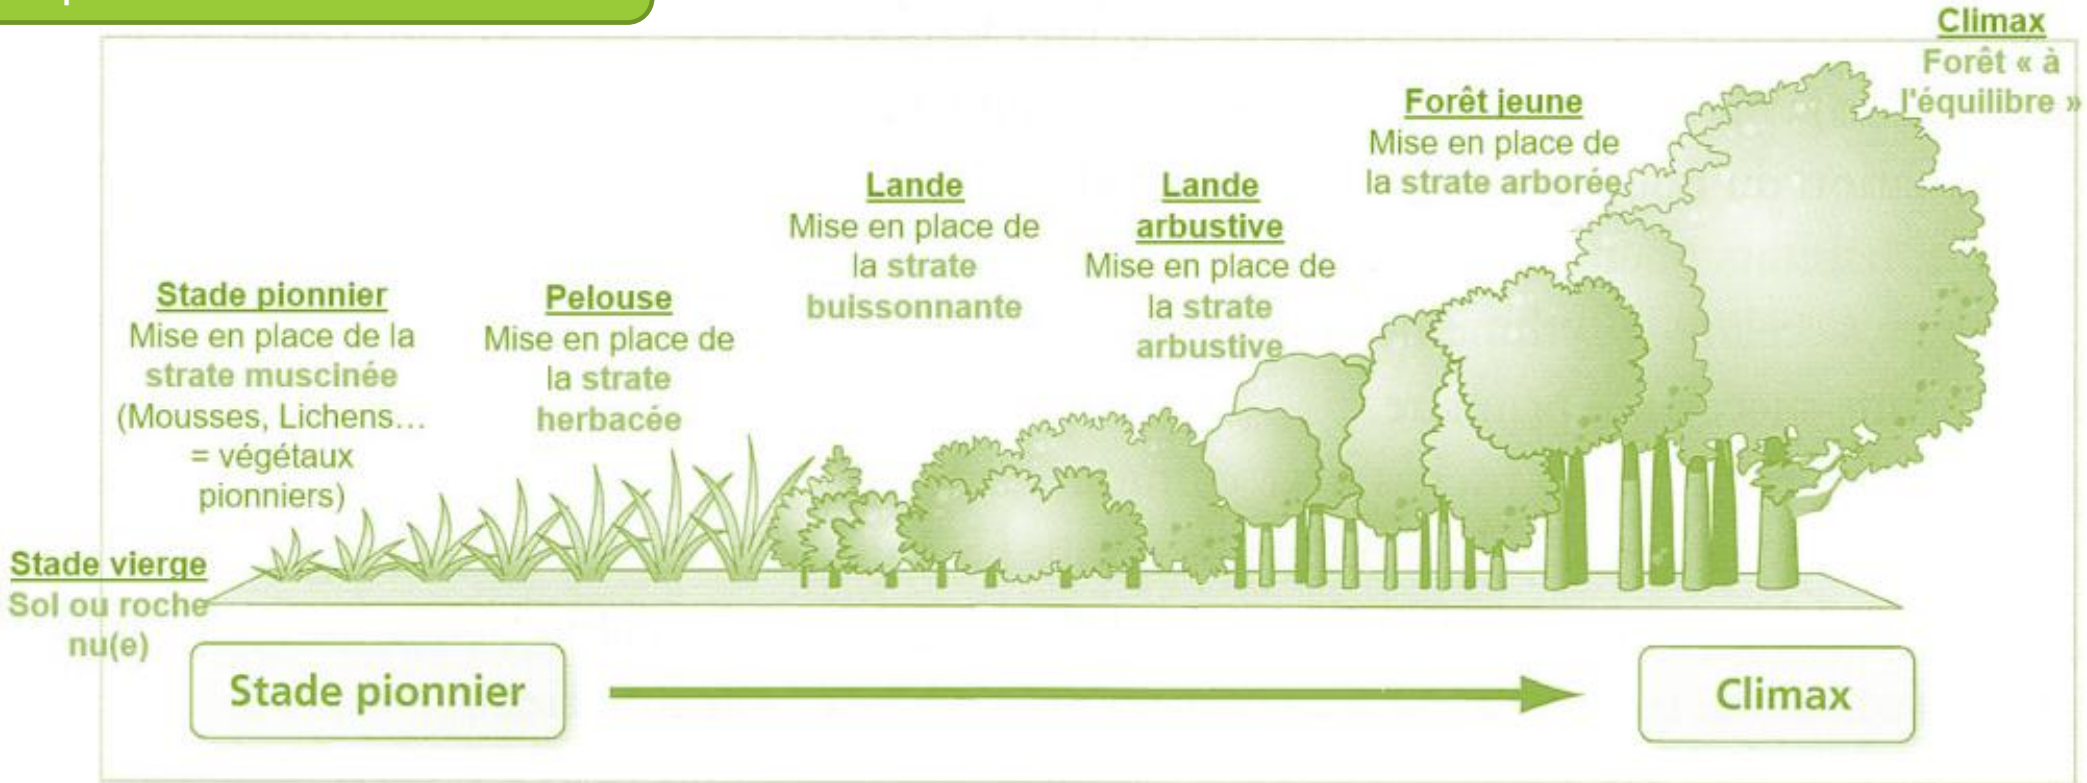 Climax
Forêt « à
l'équilibre »
Forêt jeune
Mise en place de
la strate arborée
Lande
Mise en place de
la strate
buissonnante
Lande
arbustive
Mise en place de
la strate
arbustive
Stade pionnier
Mise en place de la
strate muscinée
(Mousses, Lichens...
= végétaux
pionniers)
Pelouse
Mise en place de
la strate
herbacée
Stade vierge
Sol ou roche
nu(e)
Stade pionnier
Climax